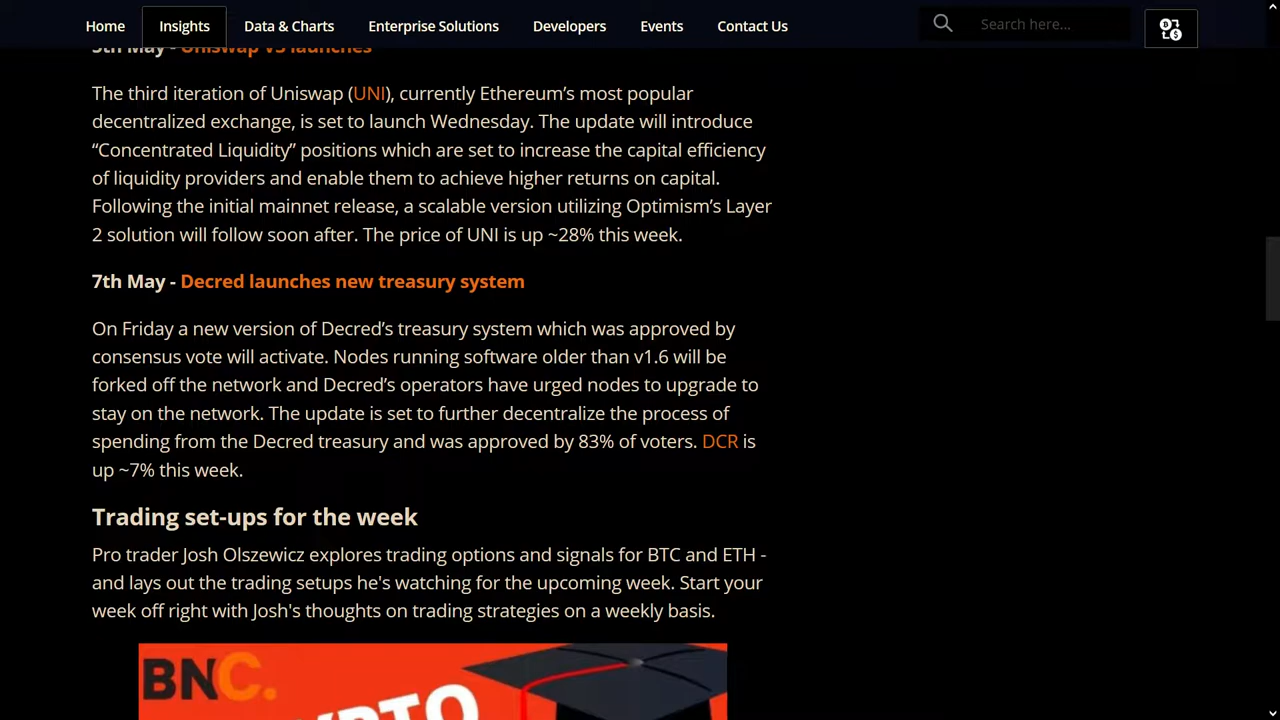 Home Insights Data & Charts Enterprise Solutions Developers Events Contact Us Search here...
5th May - Uniswap V3 launches
The third iteration of Uniswap (UNI), currently Ethereum’s most popular
decentralized exchange, is set to launch Wednesday. The update will introduce
“Concentrated Liquidity” positions which are set to increase the capital efficiency
of liquidity providers and enable them to achieve higher returns on capital.
Following the initial mainnet release, a scalable version utilizing Optimism’s Layer
2 solution will follow soon after. The price of UNI is up ~28% this week.
7th May - Decred launches new treasury system
On Friday a new version of Decred’s treasury system which was approved by
consensus vote will activate. Nodes running software older than v1.6 will be
forked off the network and Decred’s operators have urged nodes to upgrade to
stay on the network. The update is set to further decentralize the process of
spending from the Decred treasury and was approved by 83% of voters. DCR is
up ~7% this week.
Trading set-ups for the week
Pro trader Josh Olszewicz explores trading options and signals for BTC and ETH -
and lays out the trading setups he's watching for the upcoming week. Start your
week off right with Josh's thoughts on trading strategies on a weekly basis.
BNC.